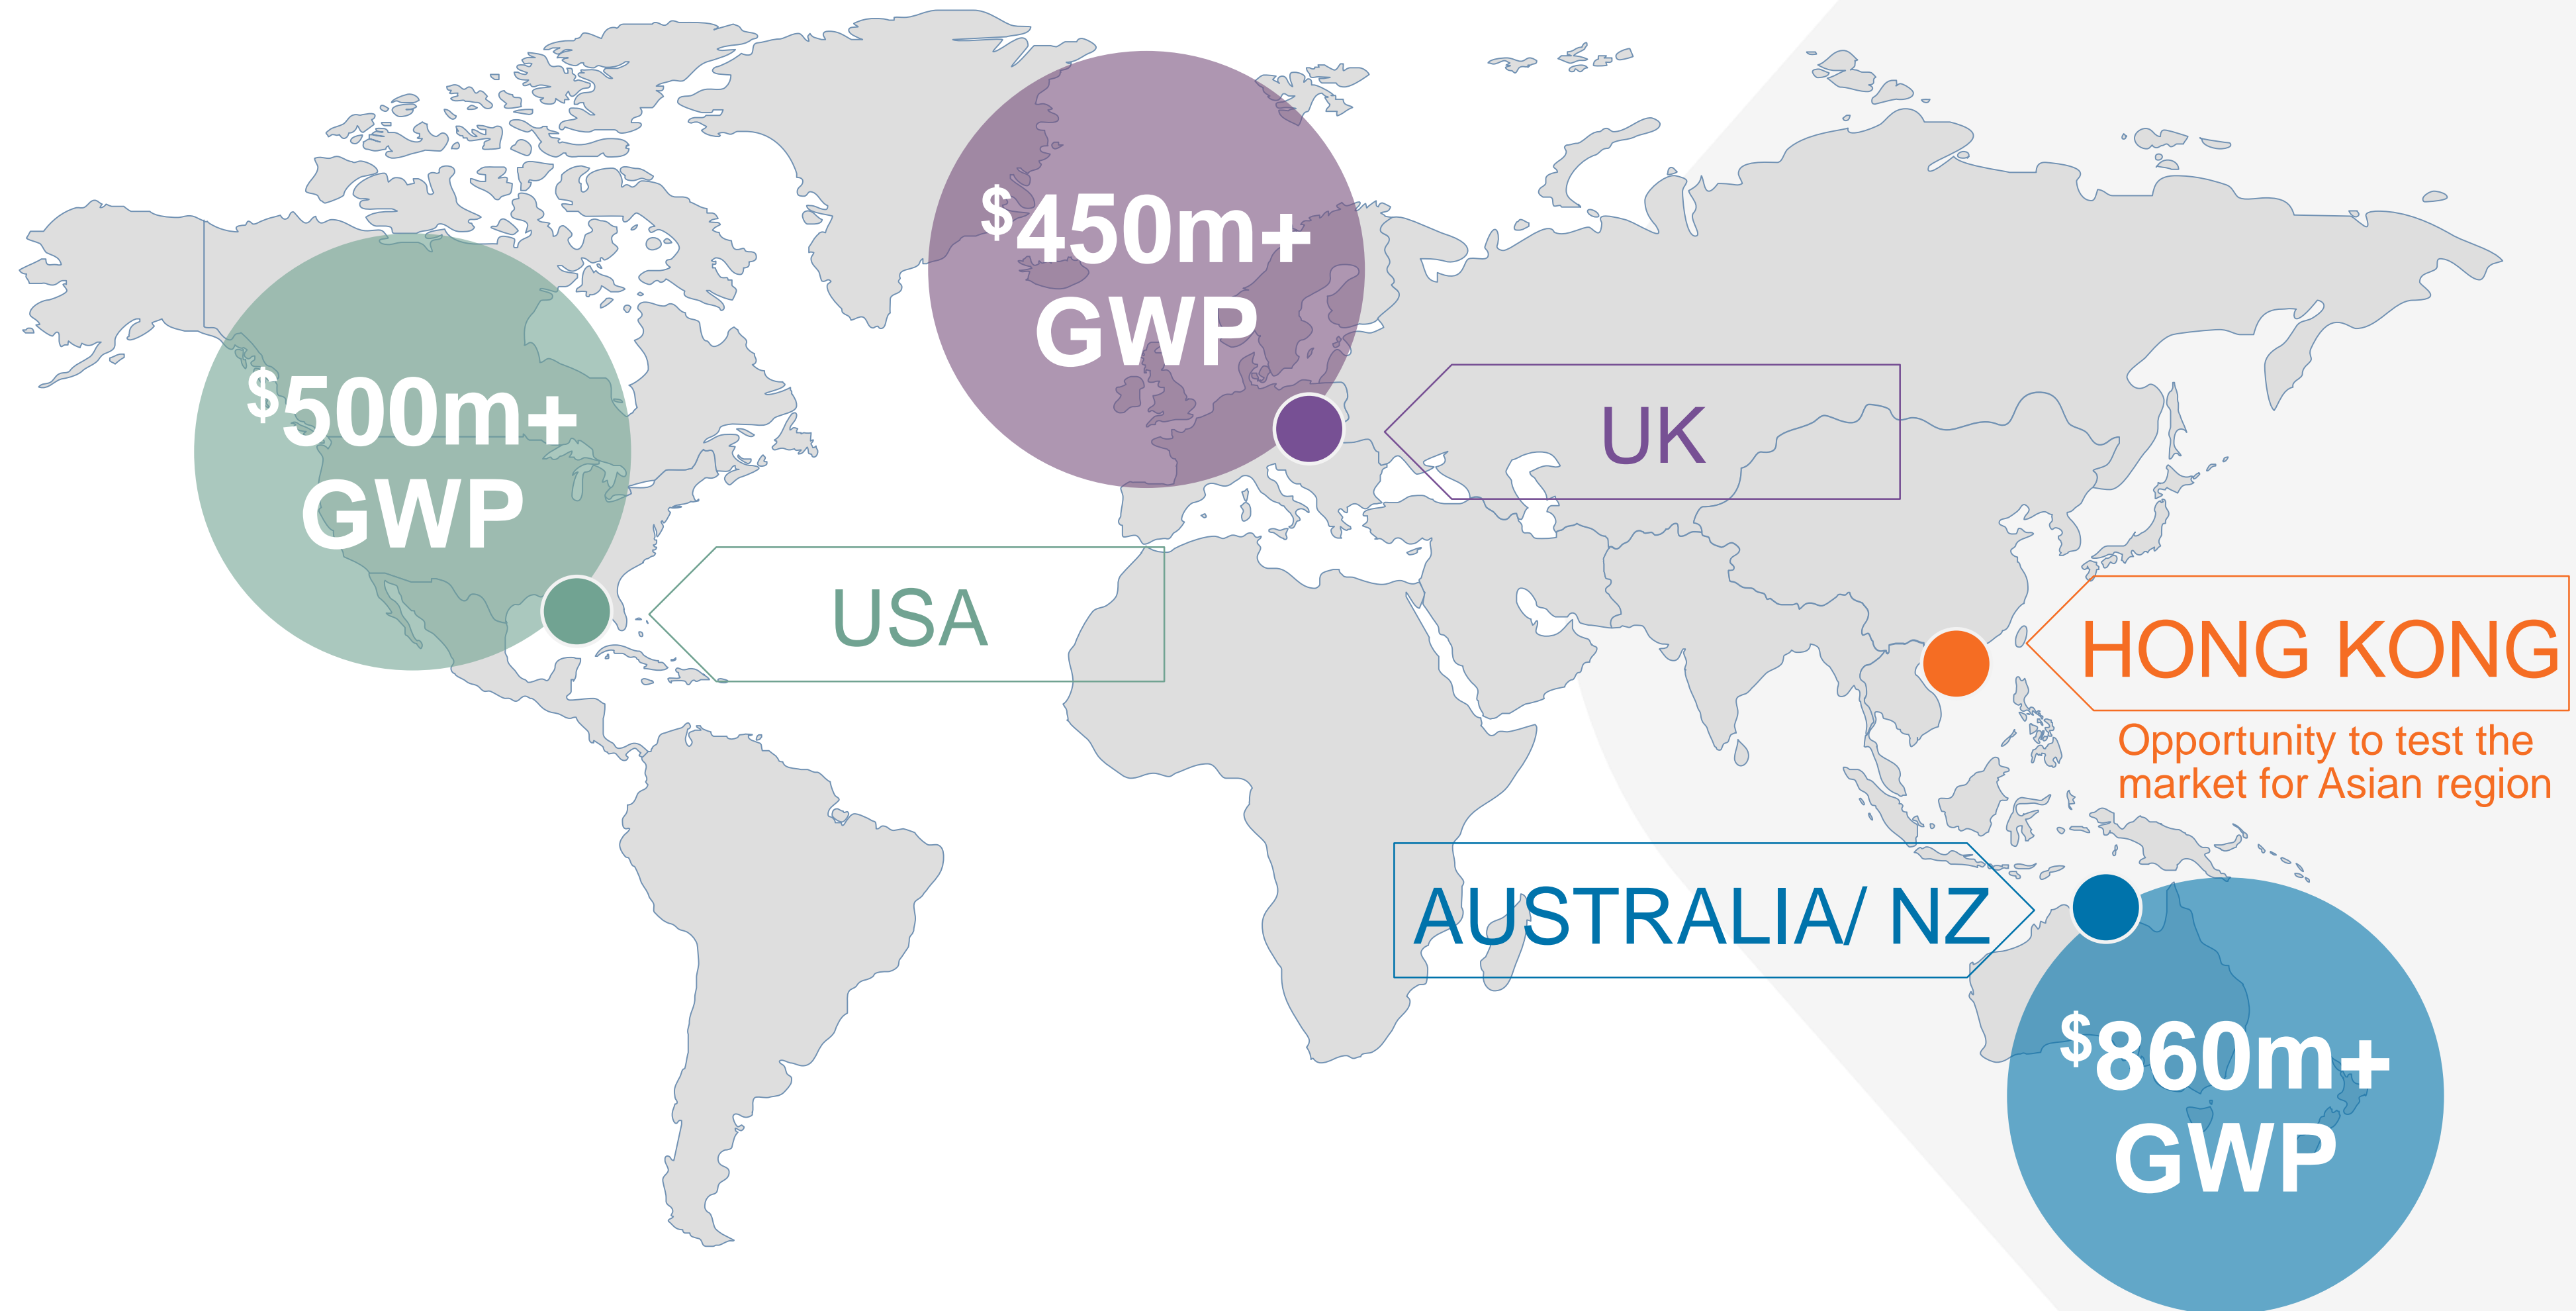 $450m+
GWP
UK
$500m+
GWP
USA
HONG KONG
Opportunity to test the
market for Asian region
AUSTRALIA/ NZ
$860m+
GWP